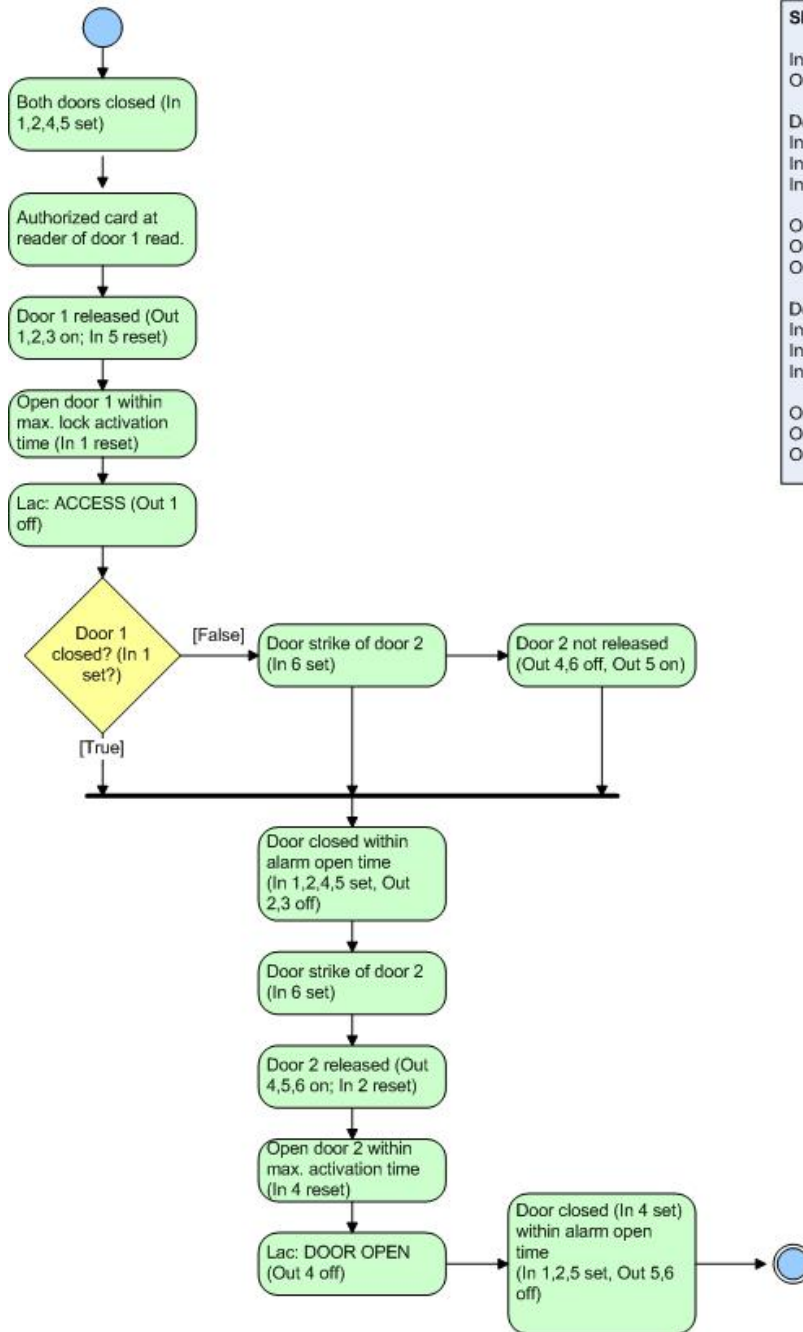 Both doors closed (In
1,2,4,5 set)
Authorized card at
reader of door 1 read.
Door 1 released (Out
1,2,3 on; In 5 reset)
Open door 1 within
max. lock activation
time (In 1 reset)
Lac: ACCESS (Out 1
off)
Door 1
closed? (In 1
set?)
[False]
[True]
Door strike of door 2
(In 6 set)
Door 2 not released
(Out 4,6 off, Out 5 on)
Door closed within
alarm open time
(In 1,2,4,5 set, Out
2,3 off)
Door strike of door 2
(In 6 set)
Door 2 released (Out
4,5,6 on; In 2 reset)
Open door 2 within
max. activation time
(In 4 reset)
Lac: DOOR OPEN
(Out 4 off)
Door closed (In 4 set)
within alarm open
time
(In 1,2,5 set, Out 5,6
off)